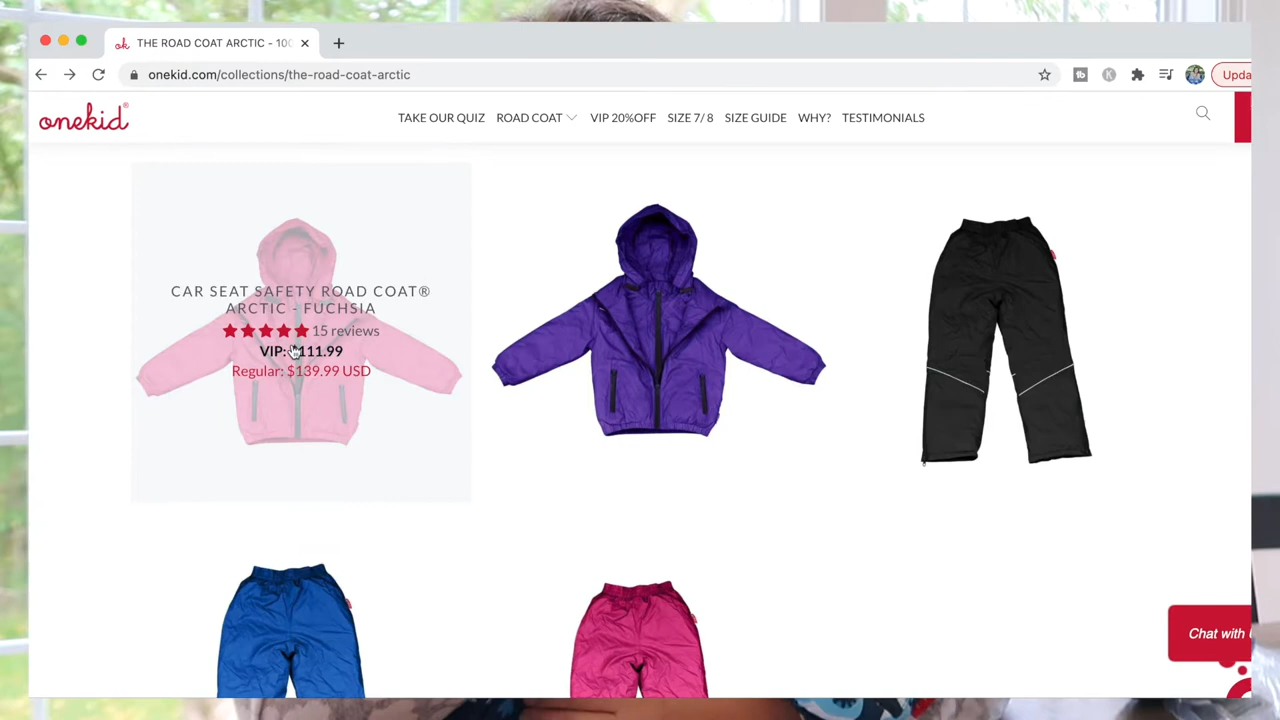 ok THE ROAD COAT ARCTIC - 100
onekid.com/collections/the-road-coat-arctic
K
Upda
onekid®
TAKE OUR QUIZ ROAD COAT VIP 20%OFF SIZE 7/ 8 SIZE GUIDE WHY? TESTIMONIALS
CAR SEAT SAFETY ROAD COAT®
ARCTIC - FUCHSIA
15 reviews
VIP: $111.99
Regular: $139.99 USD
Chat with